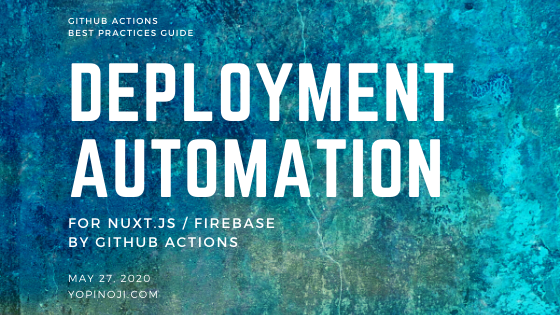 GITHUB ACTIONS
BEST PRACTICES GUIDE
DEPLOYMENT
AUTOMATION
FOR NUXT.JS / FIREBASE
BY GITHUB ACTIONS
MAY 27, 2020
YOPINOJI.COM